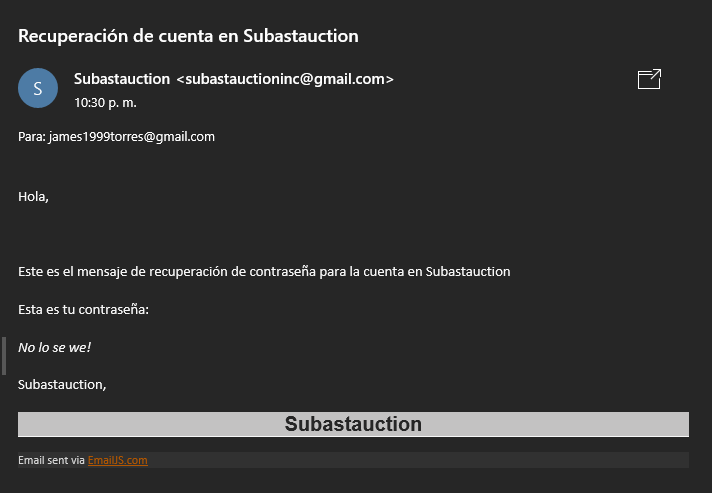 Recuperación de cuenta en Subastauction
S
Subastauction <subastauctioninc@gmail.com>
10:30 p. m.
Para: james1999torres@gmail.com
Hola,
Este es el mensaje de recuperación de contraseña para la cuenta en Subastauction
Esta es tu contraseña:
No lo se we!
Subastauction,
Subastauction
Email sent via EmailJS.com